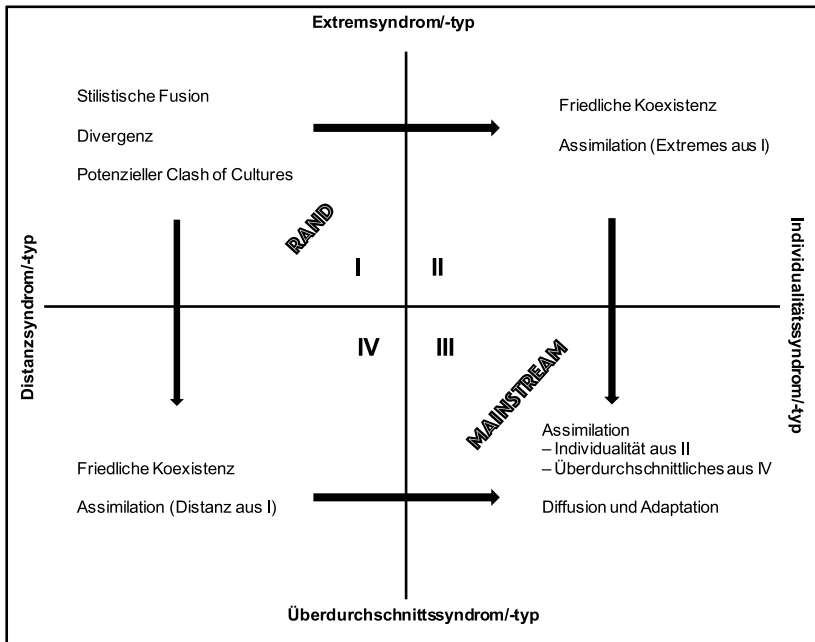 Extremsyndrom/-typ
Stilistische Fusion
Divergenz
Potenzieller Clash of Cultures
Friedliche Koexistenz
Assimilation (Extremes aus I)
RAND
I
II
Distanzsyndrom/-typ
Individualitätssyndrom/-typ
IV
III
MAINSTREAM
Friedliche Koexistenz
Assimilation (Distanz aus I)
Assimilation
– Individualität aus II
– Überdurchschnittliches aus IV
Diffusion und Adaptation
Überdurchschnittssyndrom/-typ